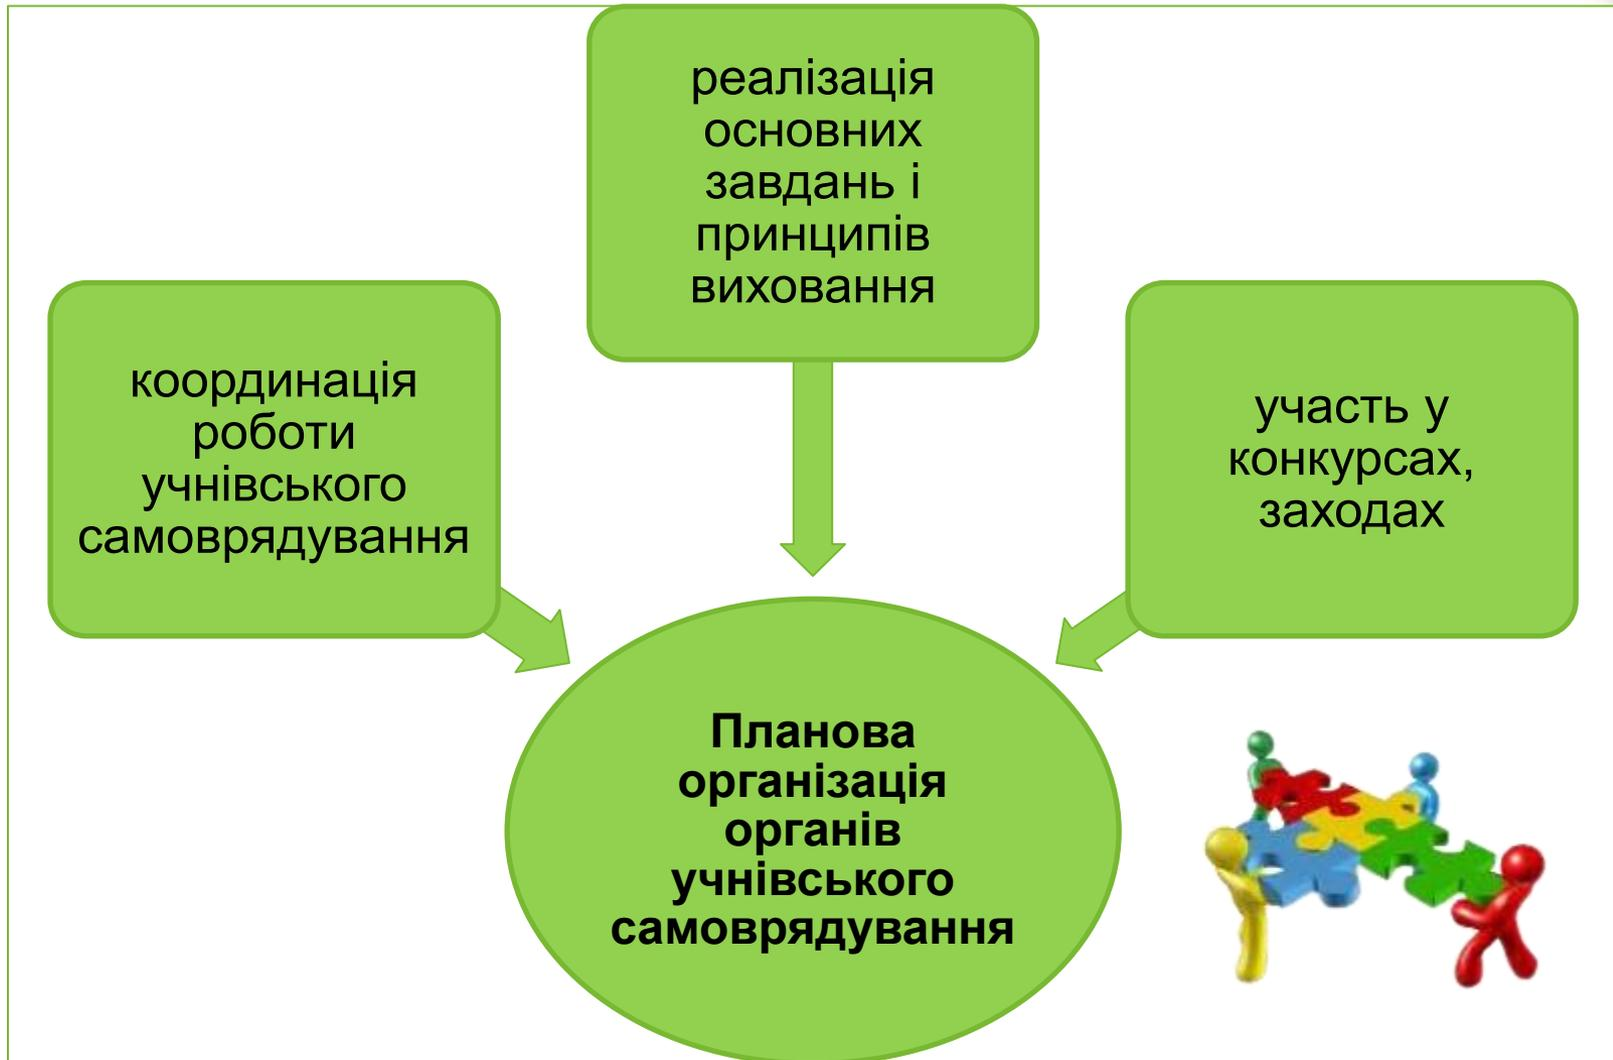 реалізація
основних
завдань і
принципів
виховання
координація
роботи
учнівського
самоврядування
участь у
конкурсах,
заходах
Планова
організація
органів
учнівського
самоврядування